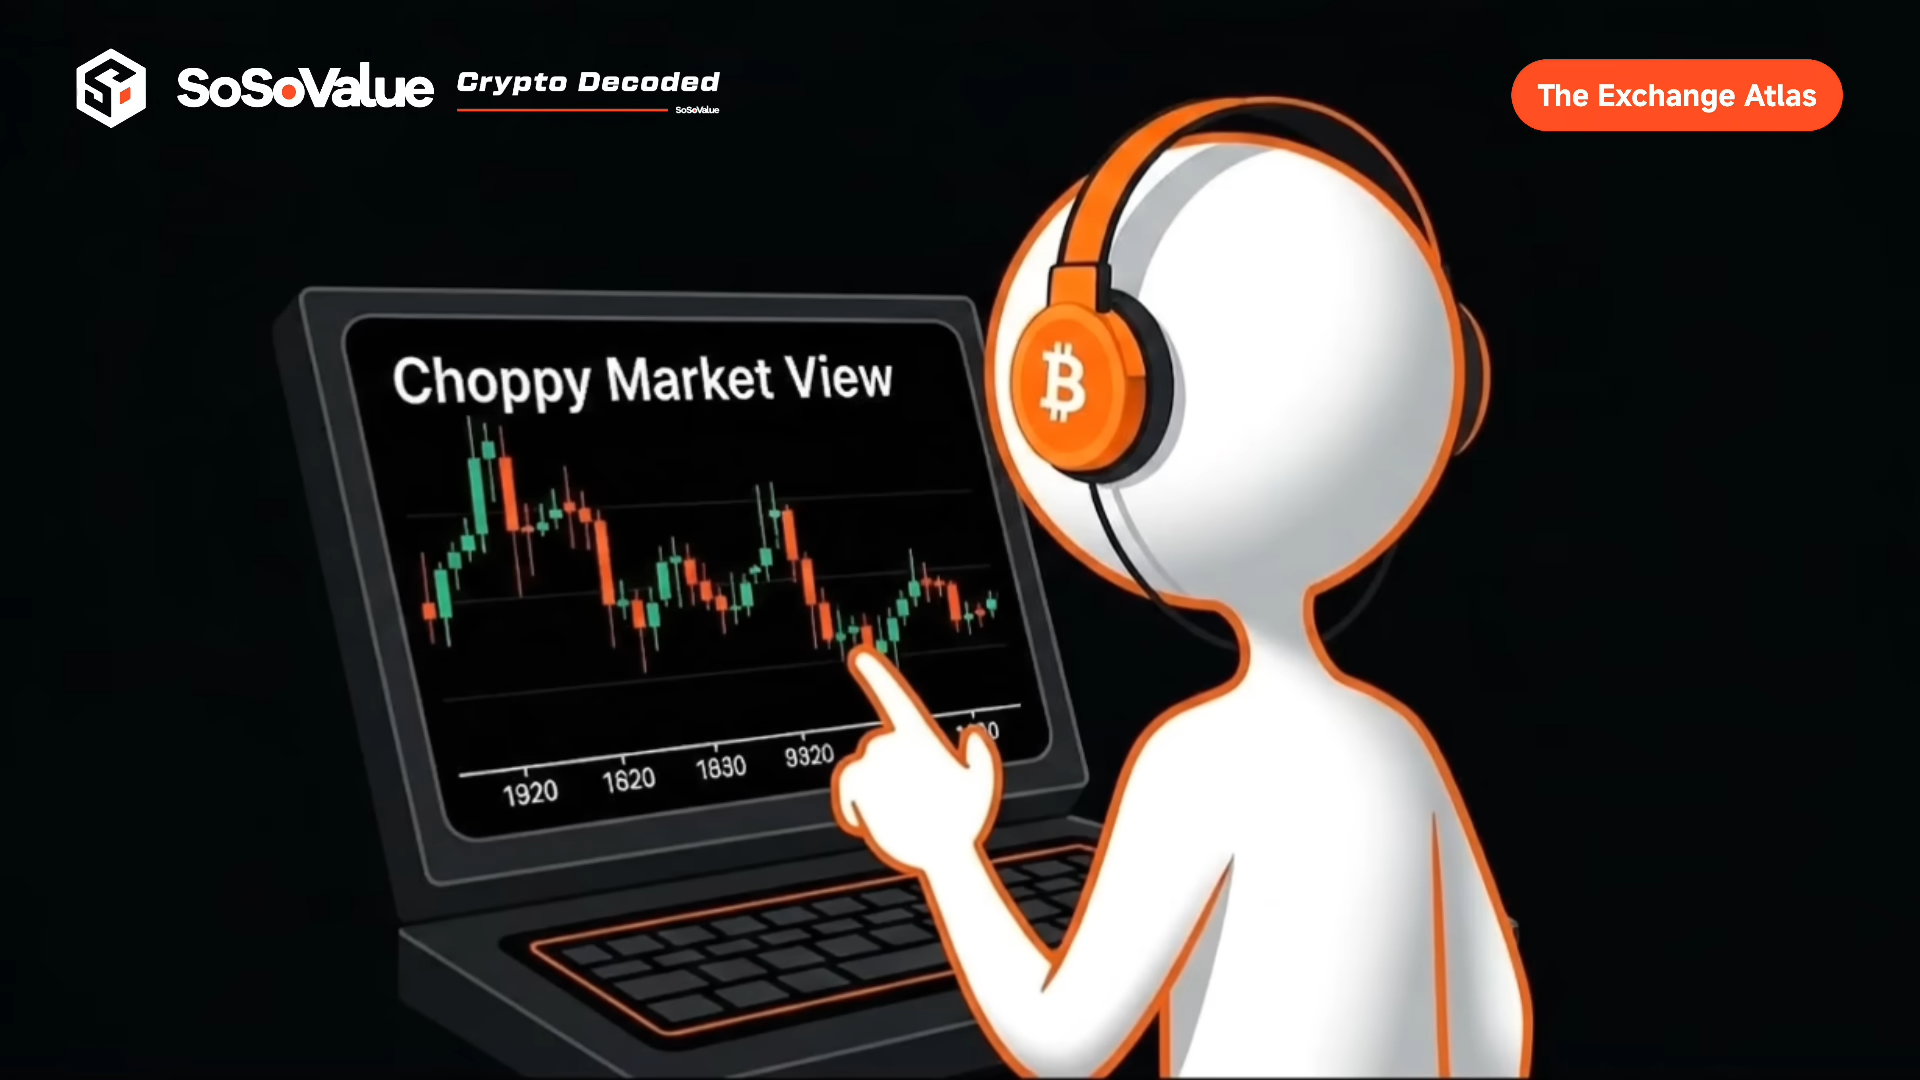 SoSoValue
Crypto Decoded
SoSoValue
The Exchange Atlas
Choppy Market View
1920
1620
1830
9320